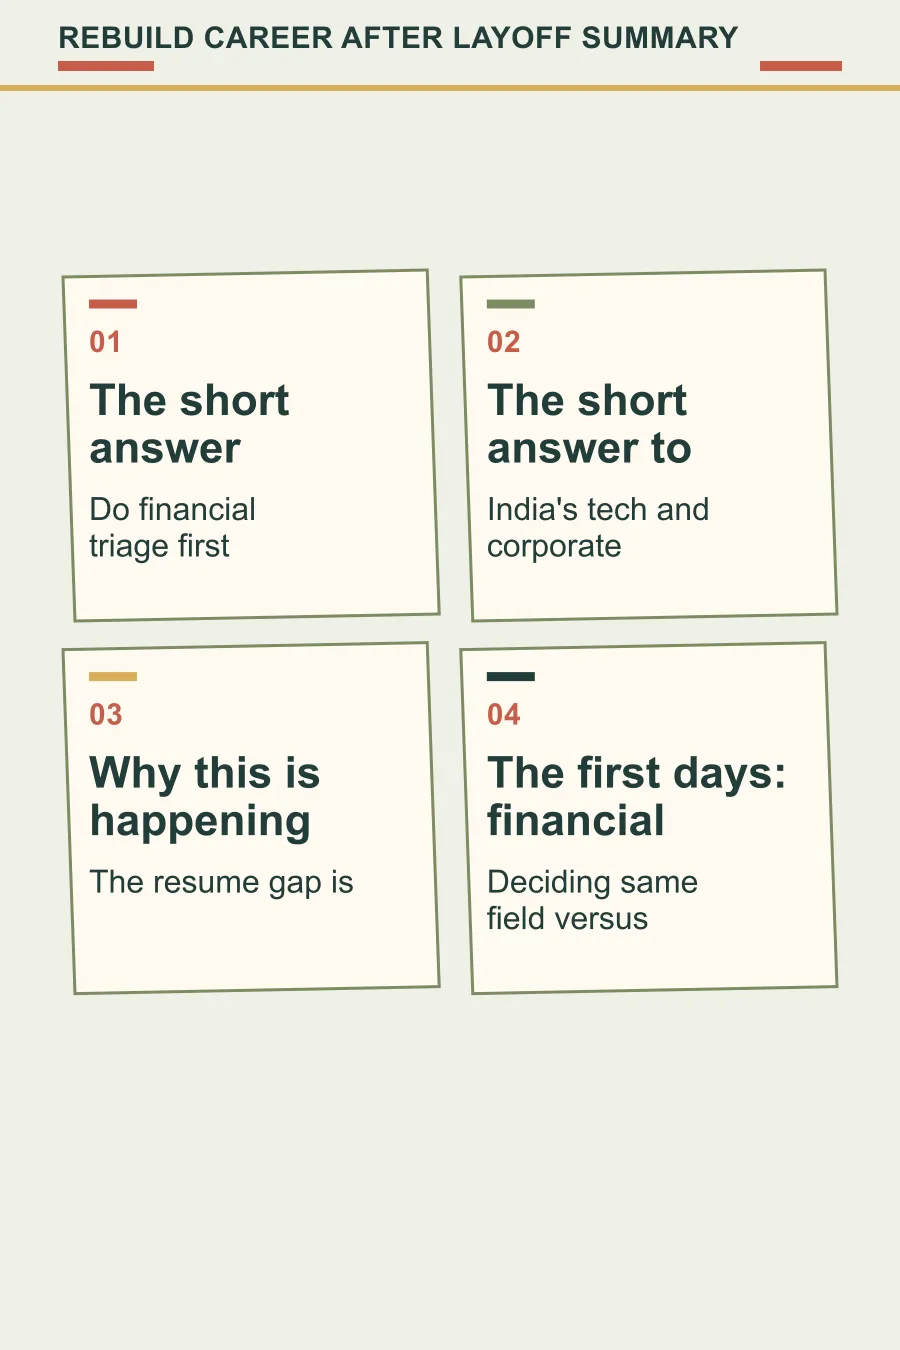 REBUILD CAREER AFTER LAYOFF SUMMARY
01
The short
answer
Do financial
triage first
02
The short
answer to
India's tech and
corporate
03
Why this is
happening
The resume gap is
04
The first days:
financial
Deciding same
field versus